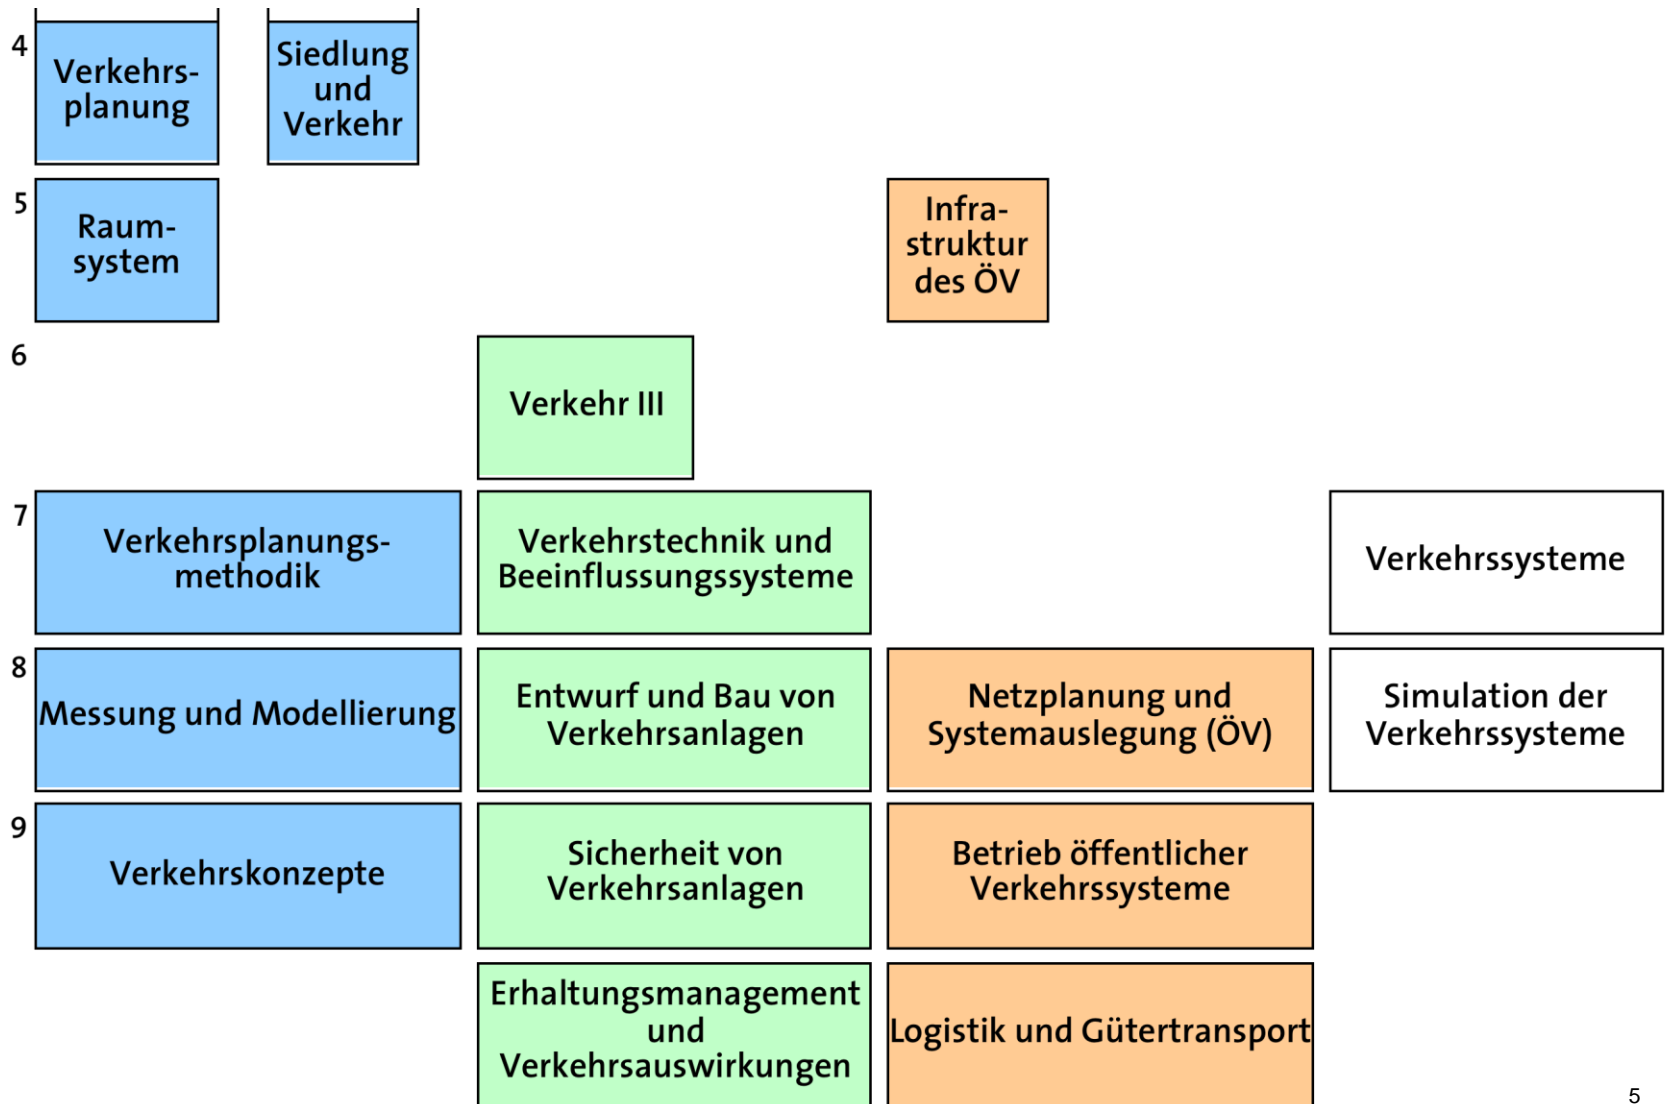 4
Verkehrs-
planung
Siedlung
und
Verkehr
5
Raum-
system
Infra-
struktur
des ÖV
6
Verkehr III
7
Verkehrsplanungs-
methodik
Verkehrstechnik und
Beeinflussungssysteme
Verkehrssysteme
8
Messung und Modellierung
Entwurf und Bau von
Verkehrsanlagen
Netzplanung und
Systemauslegung (ÖV)
Simulation der
Verkehrssysteme
9
Verkehrskonzepte
Sicherheit von
Verkehrsanlagen
Betrieb öffentlicher
Verkehrssysteme
Erhaltungsmanagement
und
Verkehrsauswirkungen
Logistik und Gütertransport
5